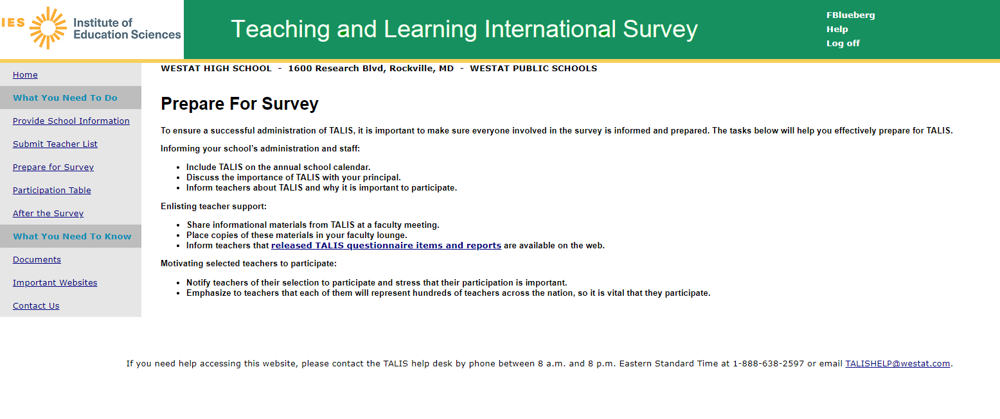 IES Institute of
Education Sciences
Teaching and Learning International Survey
FBlueberg
Help
Log off
Home
What You Need To Do
Provide School Information
Submit Teacher List
Prepare for Survey
Participation Table
After the Survey
What You Need To Know
Documents
Important Websites
Contact Us
WESTAT HIGH SCHOOL - 1600 Research Blvd, Rockville, MD - WESTAT PUBLIC SCHOOLS
Prepare For Survey
To ensure a successful administration of TALIS, it is important to make sure everyone involved in the survey is informed and prepared. The tasks below will help you effectively prepare for TALIS.
Informing your school's administration and staff:
• Include TALIS on the annual school calendar.
• Discuss the importance of TALIS with your principal.
• Inform teachers about TALIS and why it is important to participate.
Enlisting teacher support:
• Share informational materials from TALIS at a faculty meeting.
• Place copies of these materials in your faculty lounge.
• Inform teachers that released TALIS questionnaire items and reports are available on the web.
Motivating selected teachers to participate:
• Notify teachers of their selection to participate and stress that their participation is important.
• Emphasize to teachers that each of them will represent hundreds of teachers across the nation, so it is vital that they participate.
If you need help accessing this website, please contact the TALIS help desk by phone between 8 a.m. and 8 p.m. Eastern Standard Time at 1-888-638-2597 or email TALISHELP@westat.com.